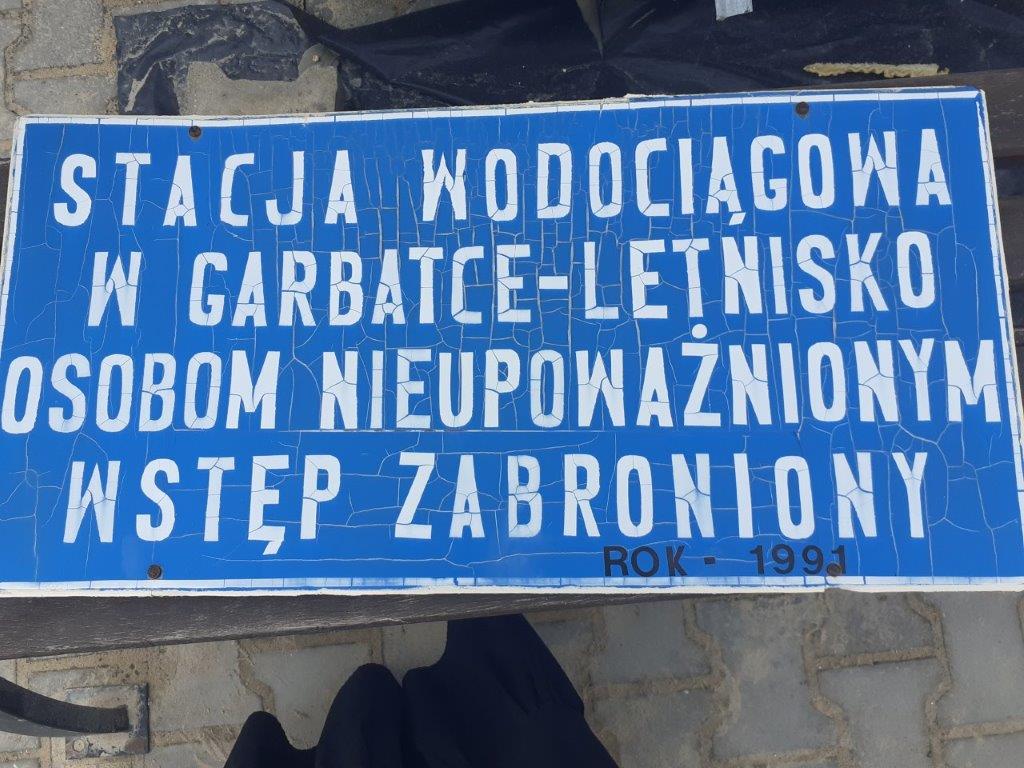 STACJA WODOCIĄGOWA
W GARBATCE-LETNISKO
OSOBOM NIEUPOWAŻNIONYM
WSTĘP ZABRONIONY
ROK - 1991